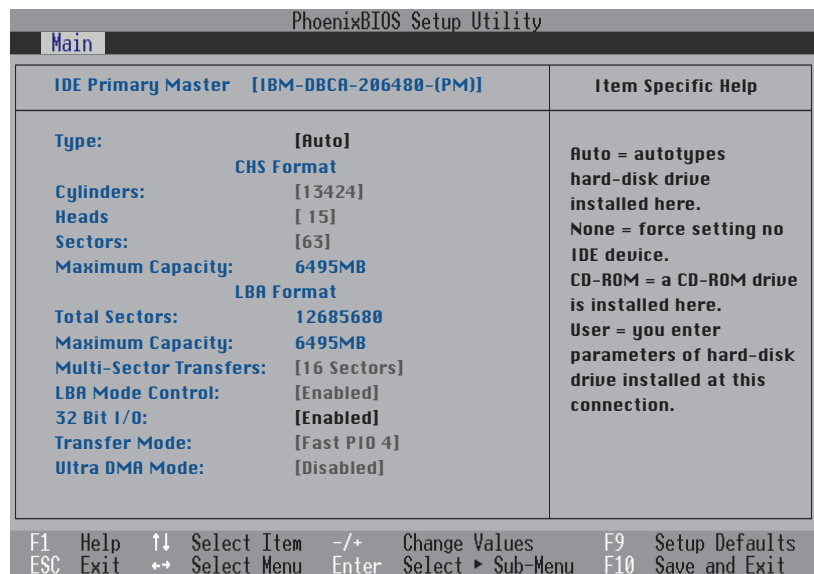 PhoenixBIOS Setup Utility
Main
IDE Primary Master [IBM-DBCA-206480-(PM)]
Item Specific Help
Type: [Auto]
CHS Format
Cylinders: [13424]
Heads [ 15]
Sectors: [63]
Maximum Capacity: 6495MB
LBA Format
Total Sectors: 12685680
Maximum Capacity: 6495MB
Multi-Sector Transfers: [16 Sectors]
LBA Mode Control: [Enabled]
32 Bit I/O: [Enabled]
Transfer Mode: [Fast PIO 4]
Ultra DMA Mode: [Disabled]
Auto = autotypes
hard-disk drive
installed here.
None = force setting no
IDE device.
CD-ROM = a CD-ROM drive
is installed here.
User = you enter
parameters of hard-disk
drive installed at this
connection.
F1 Help ↑↓ Select Item -/+ Change Values F9 Setup Defaults
ESC Exit ←→ Select Menu Enter Select ▸ Sub-Menu F10 Save and Exit